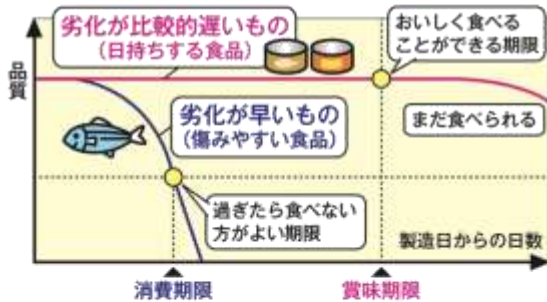 劣化が比較的遅いもの
（日持ちする食品）
おいしく食べる
ことができる期限
品質
劣化が早いもの
（傷みやすい食品）
まだ食べられる
過ぎたら食べない
方がよい期限
製造日からの日数
消費期限
賞味期限